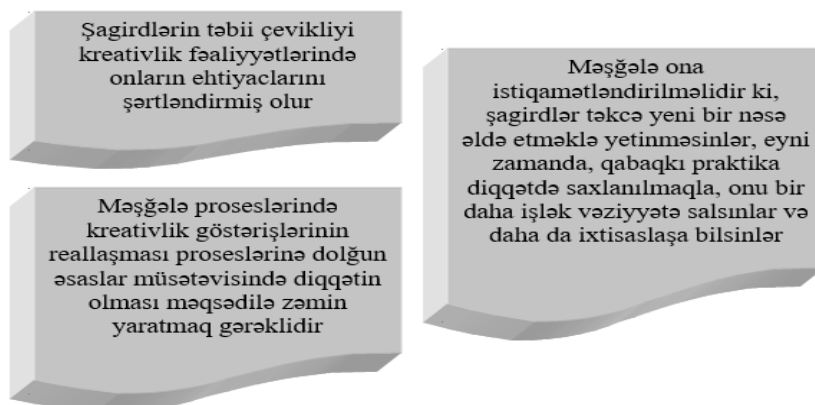 Şagirdlərin təbii çevikliyi
kreativlik fəaliyyətlərində
onların ehtiyaclarını
şərtləndirmiş olur
Məşğələ proseslərində
kreativlik göstərişlərinin
reallaşması proseslərinə dolğun
əsaslar müsətəvisində diqqətin
olması məqsədilə zəmin
yaratmaq gərəklidir
Məşğələ ona
istiqamətləndirilməlidir ki,
şagirdlər təkcə yeni bir nəsə
əldə etməklə yetinməsinlər, eyni
zamanda, qabaqkı praktika
diqqətdə saxlanılmaqla, onu bir
daha işlək vəziyyətə salsınlar və
daha da ixtisaslaşa bilsinlər